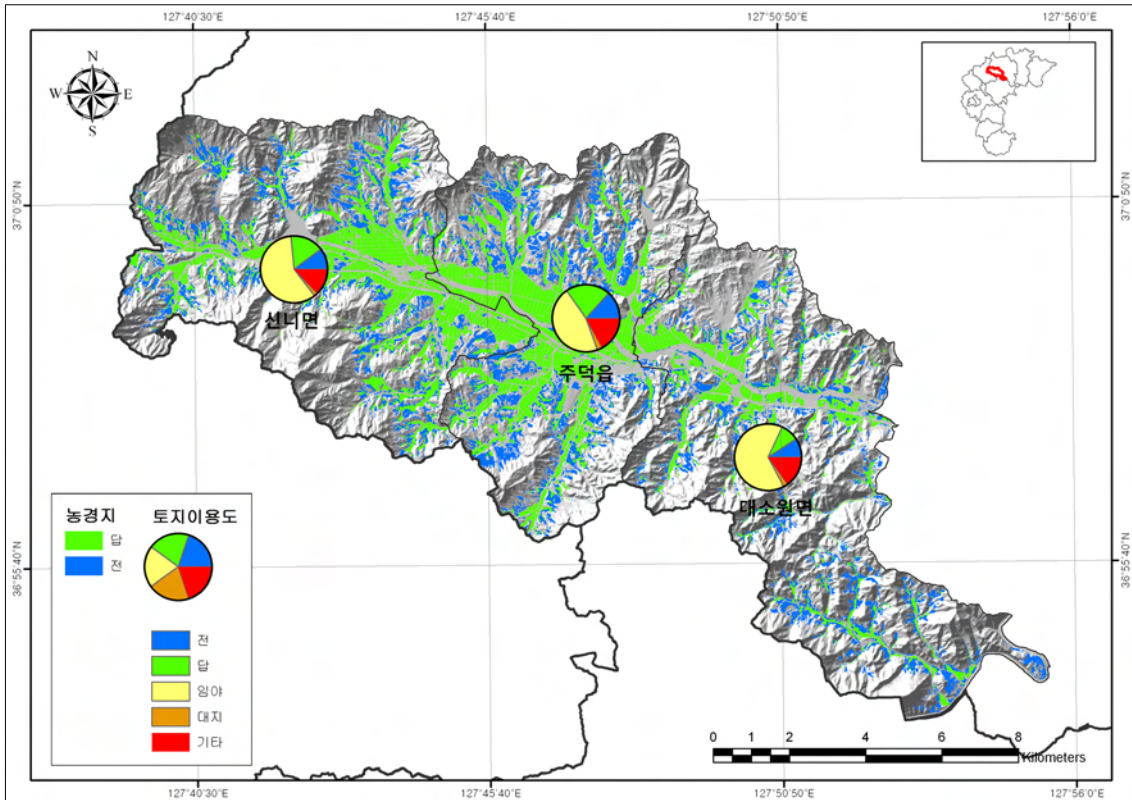 127°40'30"E 127°45'40"E 127°50'50"E 127°56'0"E
N
W E
S
37°0'50"N 37°0'50"N
신니면
주덕읍
대소원면
농경지 토지이용도
답
전
36°55'40"N 36°55'40"N
전
답
임야
대지
기타
0 1 2 4 6 8
Kilometers
127°40'30"E 127°45'40"E 127°50'50"E 127°56'0"E